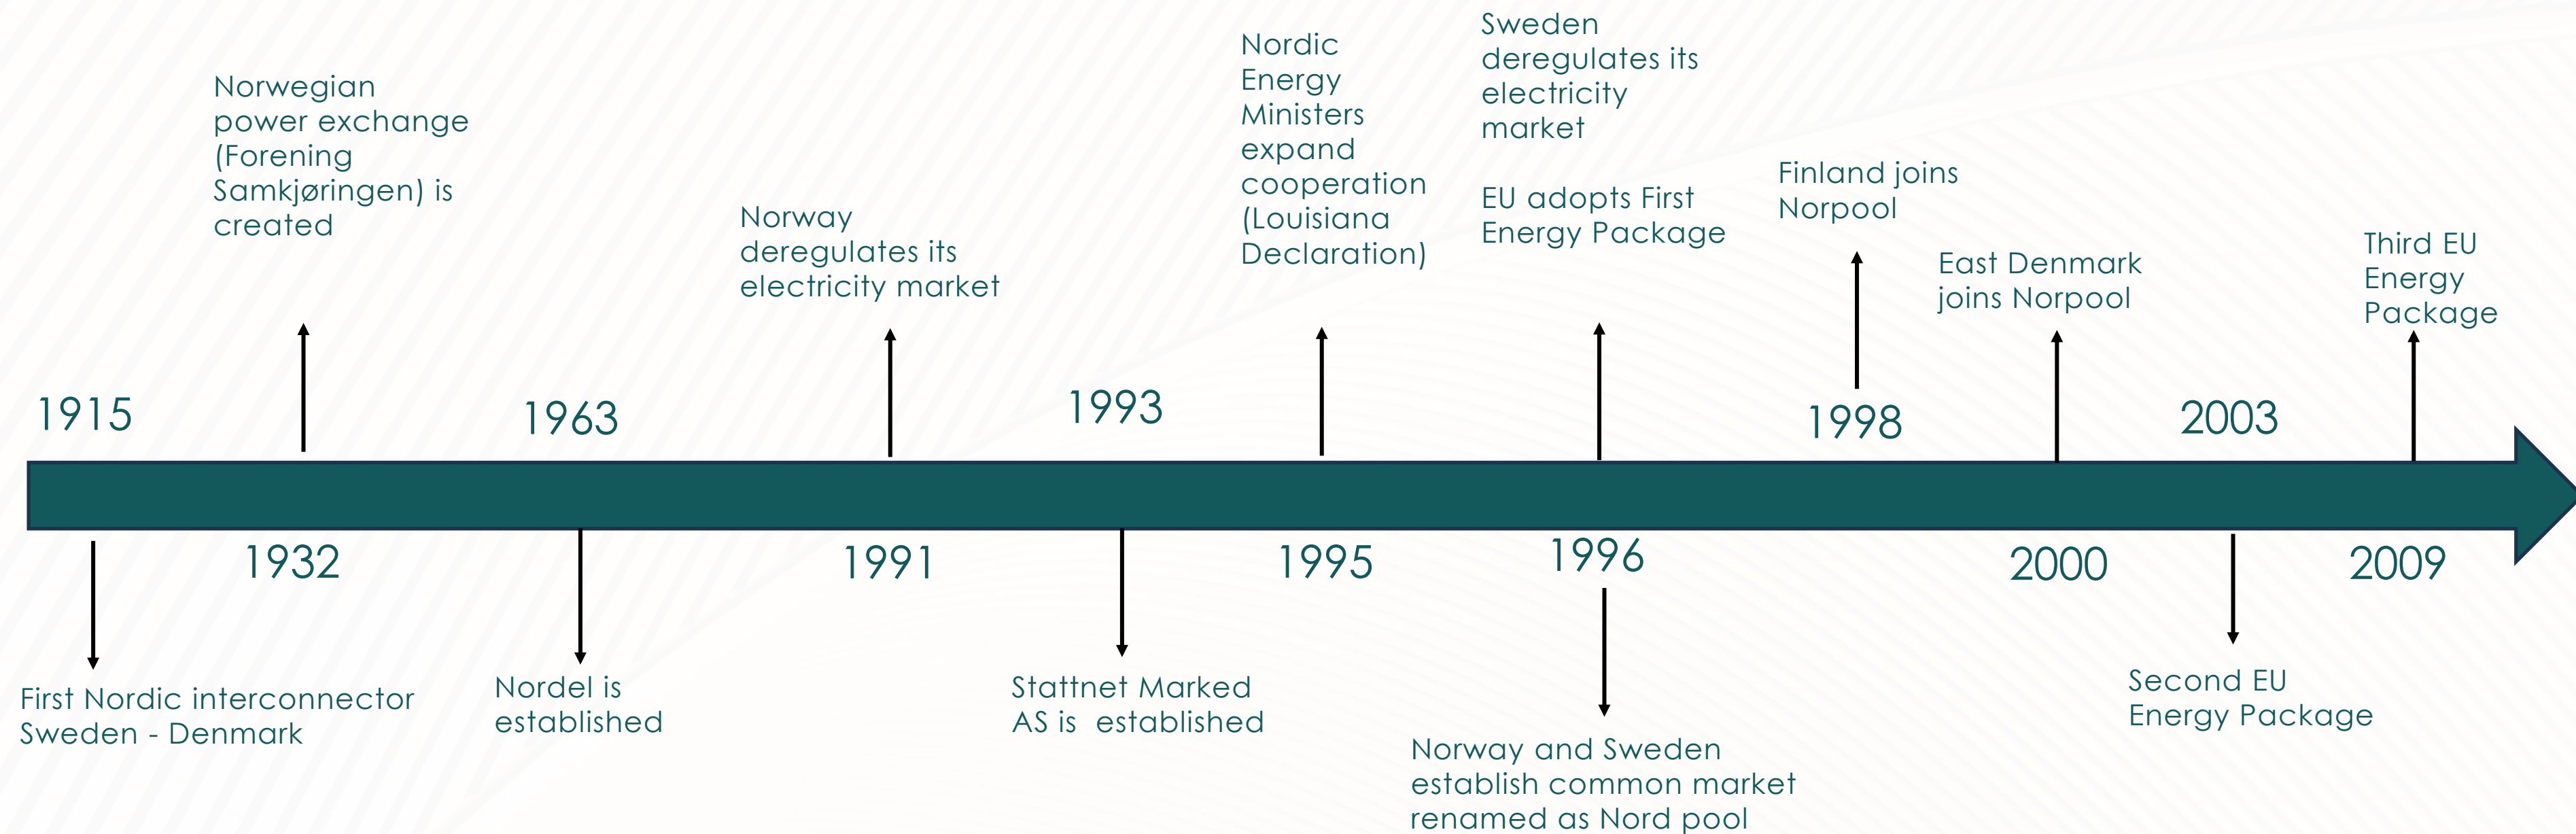 1915
First Nordic interconnector
Sweden - Denmark
Norwegian
power exchange
(Forening
Samkjøringen) is
created
1932
1963
Nordel is
established
Norway
deregulates its
electricity market
1991
1993
Stattnet Marked
AS is  established
Nordic
Energy
Ministers
expand
cooperation
(Louisiana
Declaration)
1995
Sweden
deregulates its
electricity
market
EU adopts First
Energy Package
1996
Norway and Sweden
establish common market
renamed as Nord pool
Finland joins
Norpool
1998
East Denmark
joins Norpool
2000
2003
Second EU
Energy Package
Third EU
Energy
Package
2009